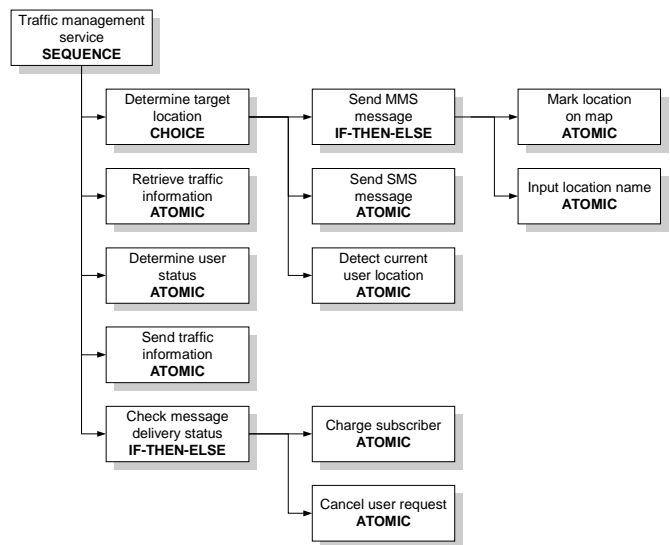 Traffic management
service
SEQUENCE
Determine target
location
CHOICE
Send MMS
message
IF-THEN-ELSE
Mark location
on map
ATOMIC
Retrieve traffic
information
ATOMIC
Send SMS
message
ATOMIC
Input location name
ATOMIC
Determine user
status
ATOMIC
Detect current
user location
ATOMIC
Send traffic
information
ATOMIC
Check message
delivery status
IF-THEN-ELSE
Charge subscriber
ATOMIC
Cancel user request
ATOMIC